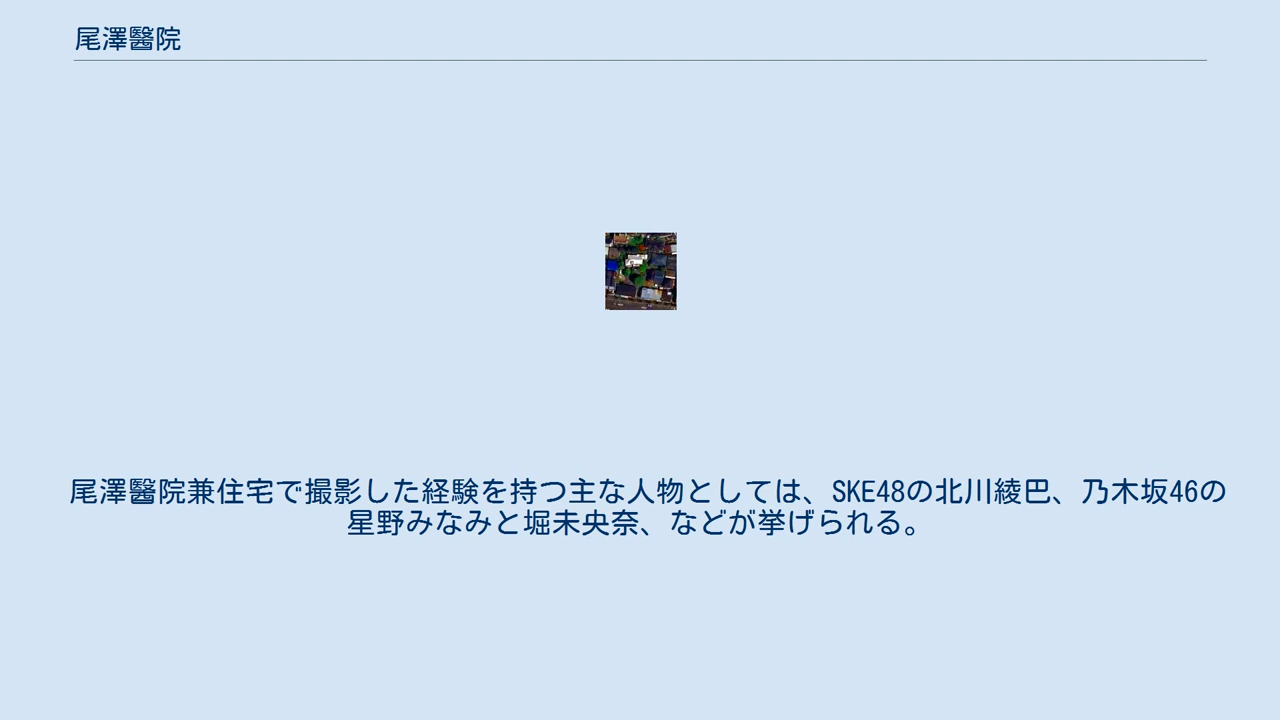 尾澤醫院
尾澤醫院兼住宅で撮影した経験を持つ主な人物としては、SKE48の北川綾巴、乃木坂46の
星野みなみと堀未央奈、などが挙げられる。